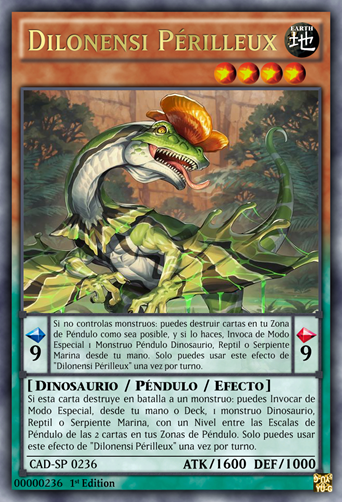 DILONENSI PÉRILLEUX
EARTH
地
Si no controlas monstruos: puedes destruir cartas en tu Zona
de Péndulo como sea posible, y si lo haces, Invoca de Modo
Especial 1 Monstruo Péndulo Dinosaurio, Reptil o Serpiente
Marina desde tu mano. Solo puedes usar este efecto de
"Dilonensi Périlleux" una vez por turno.
9
9
[ DINOSAURIO / PÉNDULO / EFECTO ]
Si esta carta destruye en batalla a un monstruo: puedes Invocar de
Modo Especial, desde tu mano o Deck, 1 monstruo Dinosaurio,
Reptil o Serpiente Marina, con un Nivel entre las Escalas de
Péndulo de las 2 cartas en tus Zonas de Péndulo. Solo puedes usar
este efecto de "Dilonensi Périlleux" una vez por turno.
CAD-SP 0236
ATK/1600 DEF/1000
00000236
1st Edition